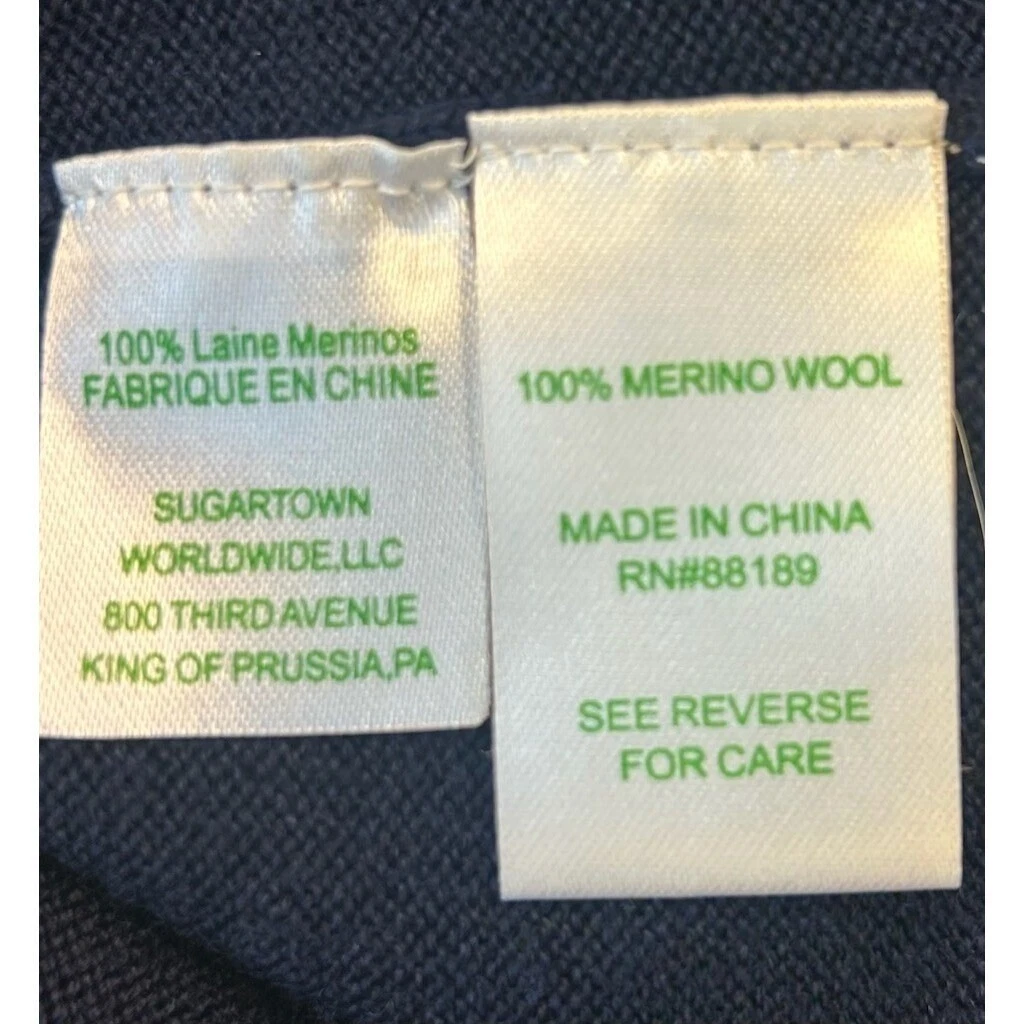 100% Laine Merinos
FABRIQUE EN CHINE
SUGARTOWN
WORLDWIDE,LLC
800 THIRD AVENUE
KING OF PRUSSIA,PA
100% MERINO WOOL
MADE IN CHINA
RN#88189
SEE REVERSE
FOR CARE